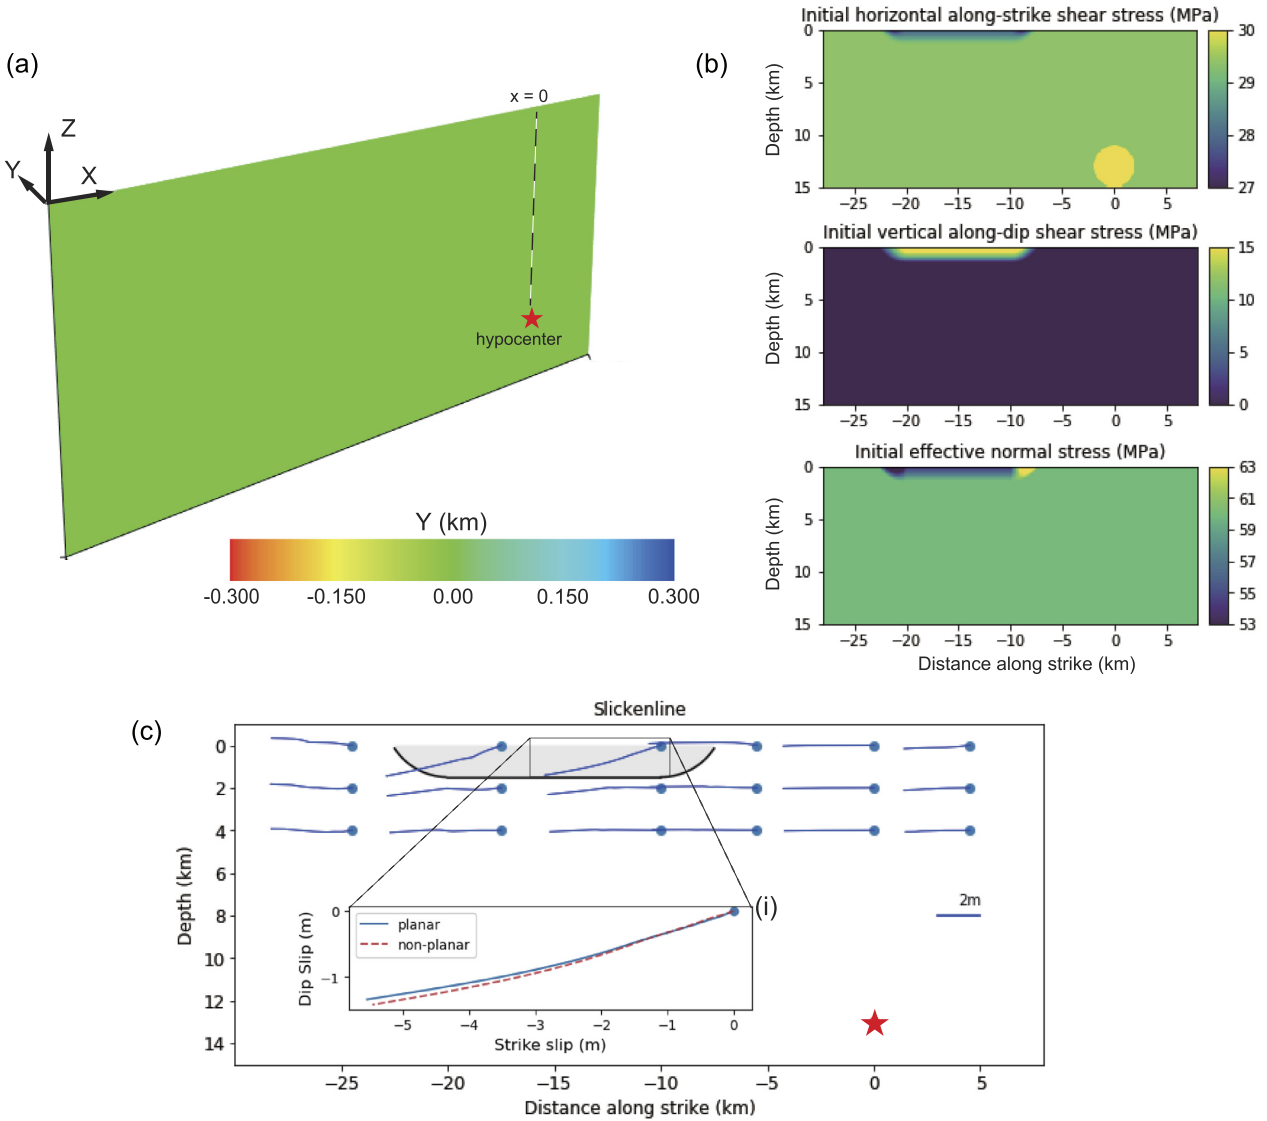 (a)
x = 0
Z
Y
X
hypocenter
Y (km)
-0.300 -0.150 0.00 0.150 0.300
(b)
Initial horizontal along-strike shear stress (MPa)
0
5
10
15
Depth (km)
−25 −20 −15 −10 −5 0 5
30
29
29
28
28
27
Initial vertical along-dip shear stress (MPa)
0
5
10
15
Depth (km)
−25 −20 −15 −10 −5 0 5
15
10
5
0
Initial effective normal stress (MPa)
0
5
10
15
Depth (km)
−25 −20 −15 −10 −5 0 5
Distance along strike (km)
63
61
59
57
55
53
(c)
Slickenline
0
2
4
6
8
10
12
14
Depth (km)
2m
(i)
planar
non-planar
0
−1
Dip Slip (m)
−5 −4 −3 −2 −1 0
Strike slip (m)
−25 −20 −15 −10 −5 0 5
Distance along strike (km)